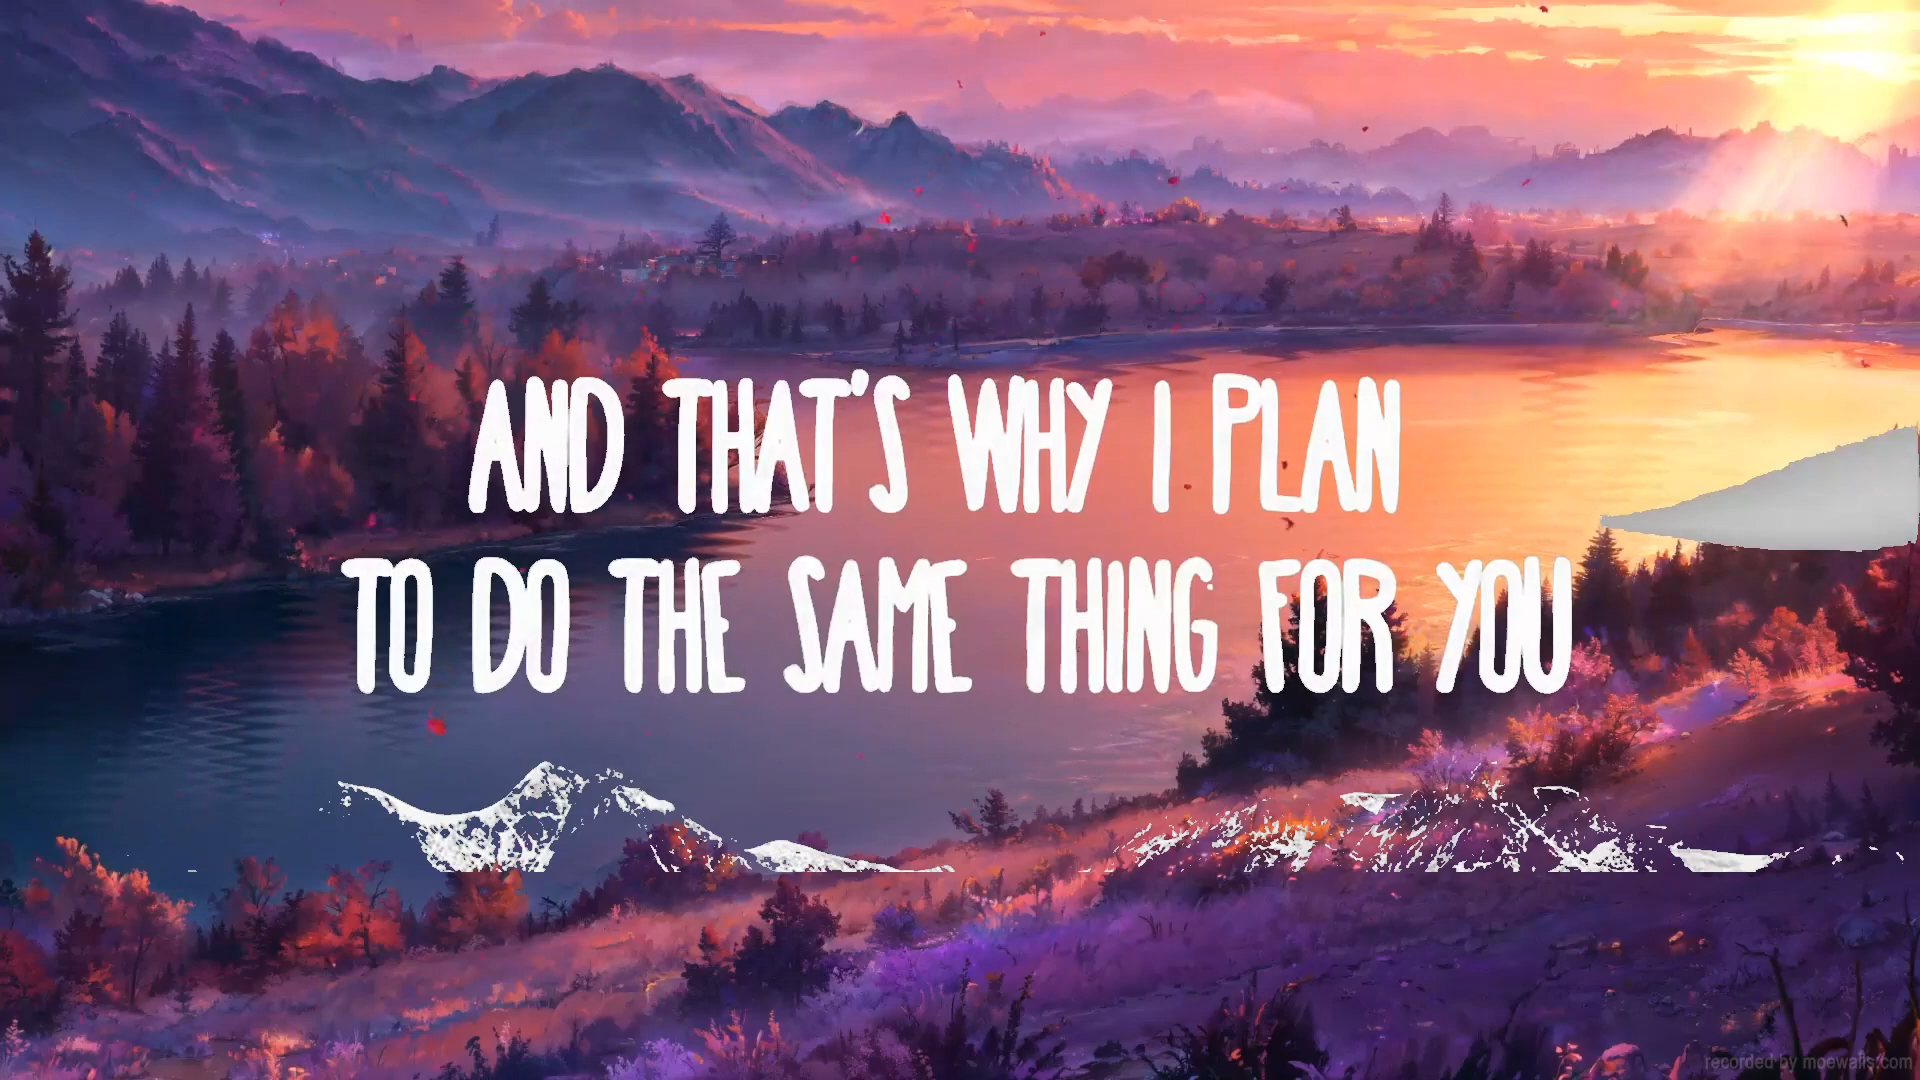 AND THAT'S WHY I PLAN
TO DO THE SAME THING FOR YOU
recorded by moewalls.com